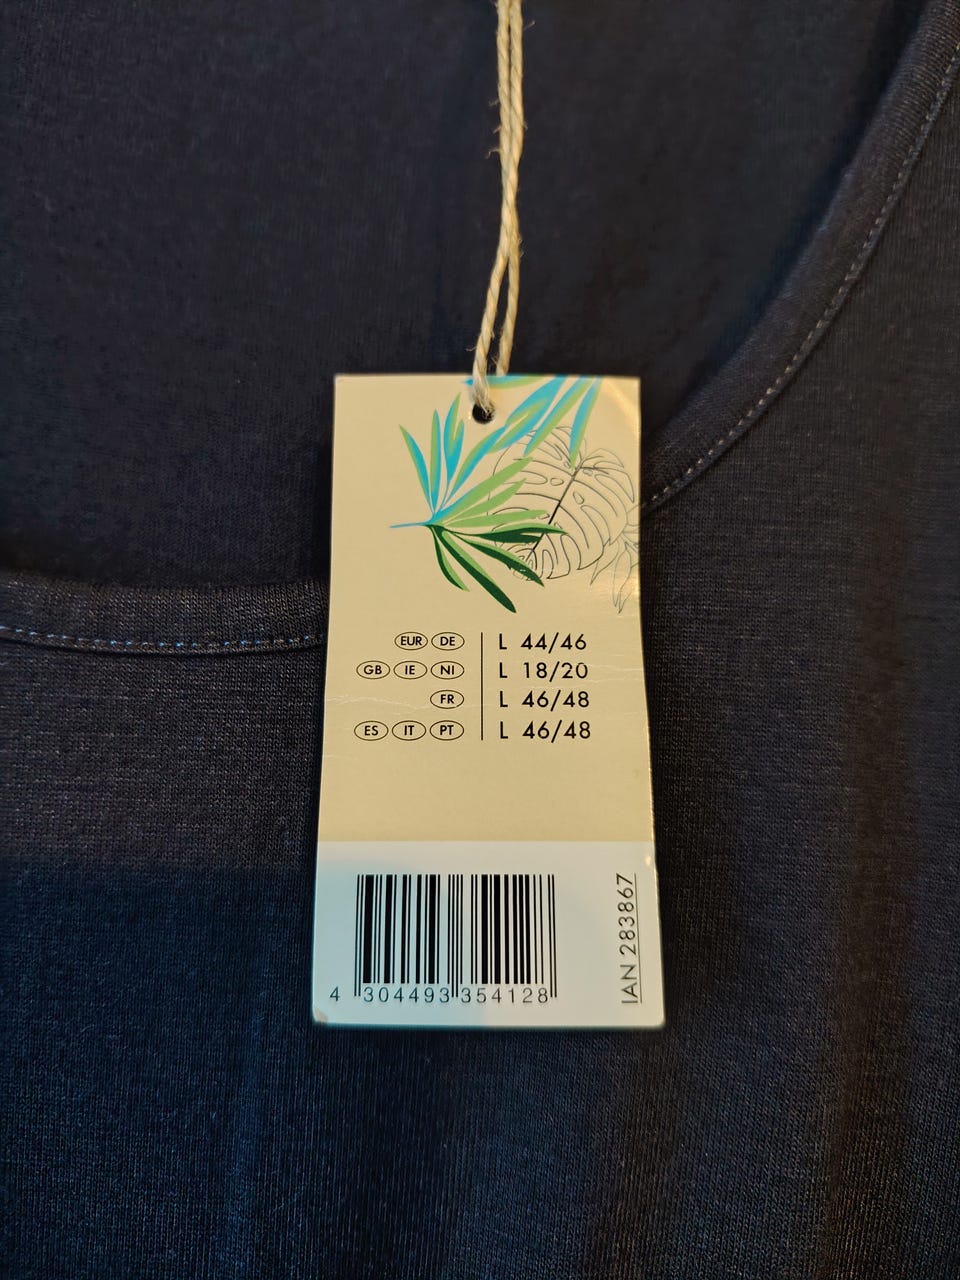 EUR DE L 44/46
GB IE NI L 18/20
FR L 46/48
ES IT PT L 46/48
4 304493 354128
IAN 283867